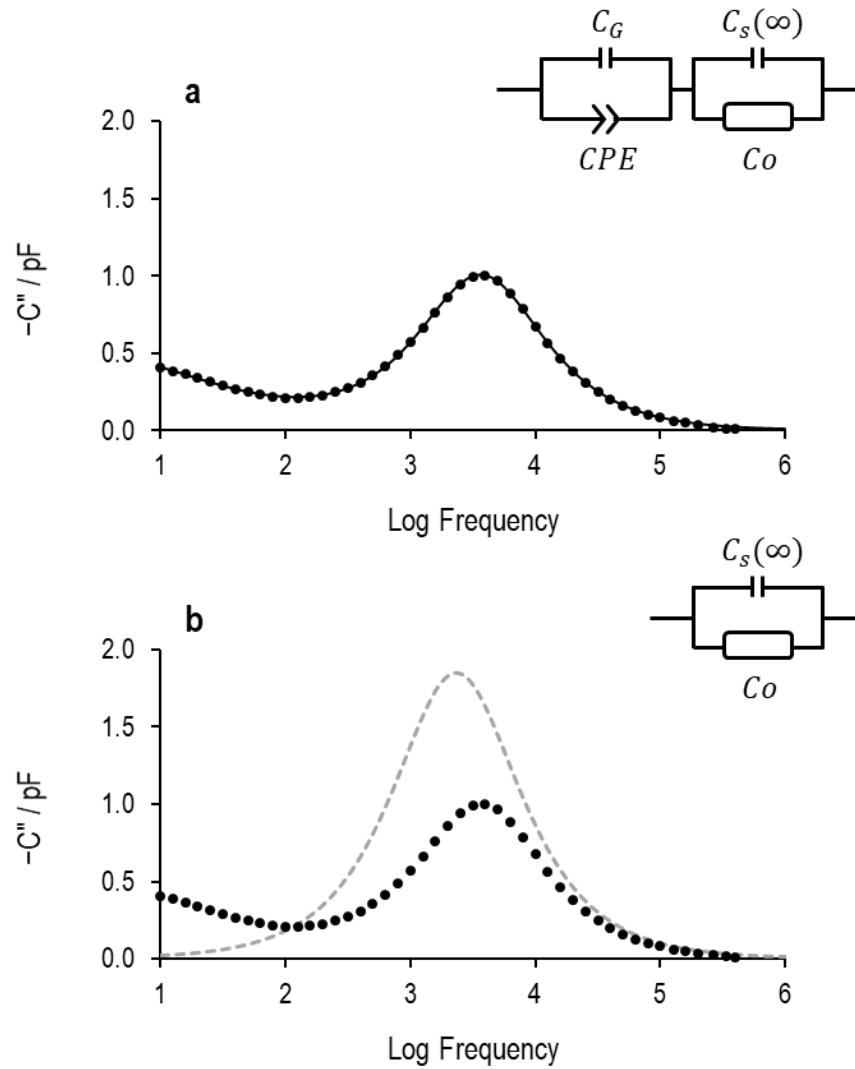 C_G C_s(∞)
a
CPE Co
2.0
1.5
1.0
0.5
0.0
−C" / pF
1 2 3 4 5 6
Log Frequency
C_s(∞)
b
Co
2.0
1.5
1.0
0.5
0.0
−C" / pF
1 2 3 4 5 6
Log Frequency